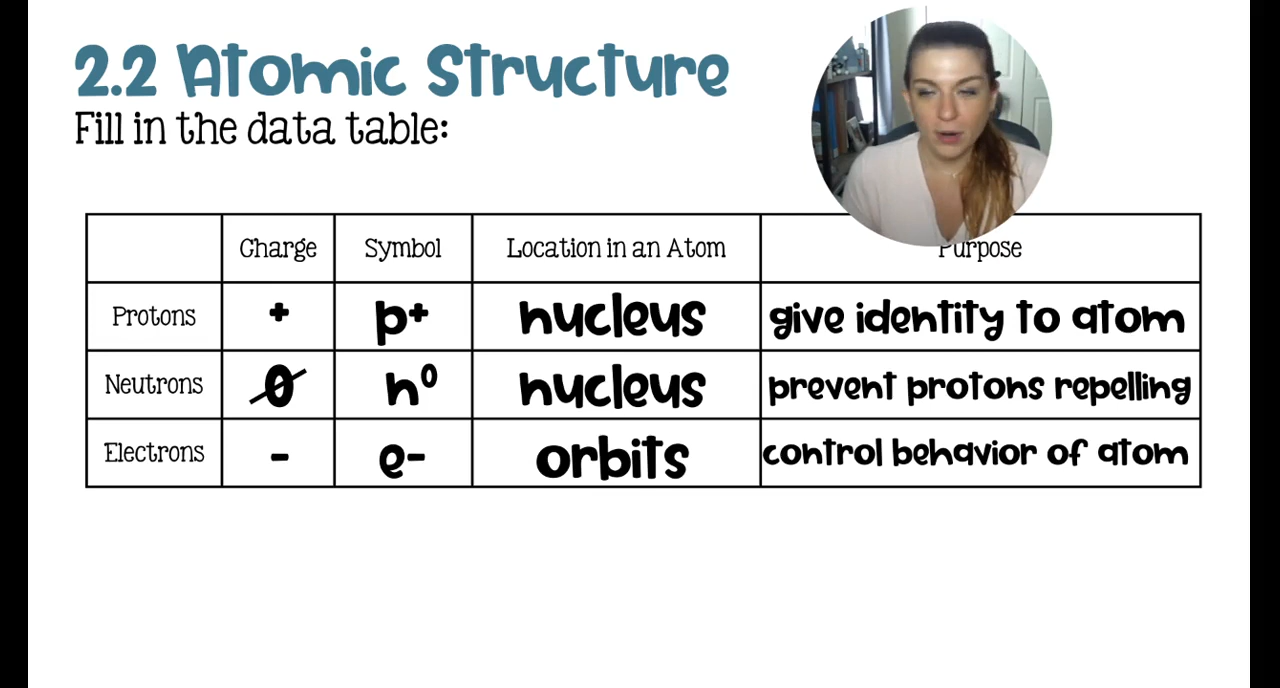 2.2 Atomic Structure
Fill in the data table:
Charge Symbol Location in an Atom Purpose
Protons + p+ nucleus give identity to atom
Neutrons 0 n⁰ nucleus prevent protons repelling
Electrons - e- orbits control behavior of atom